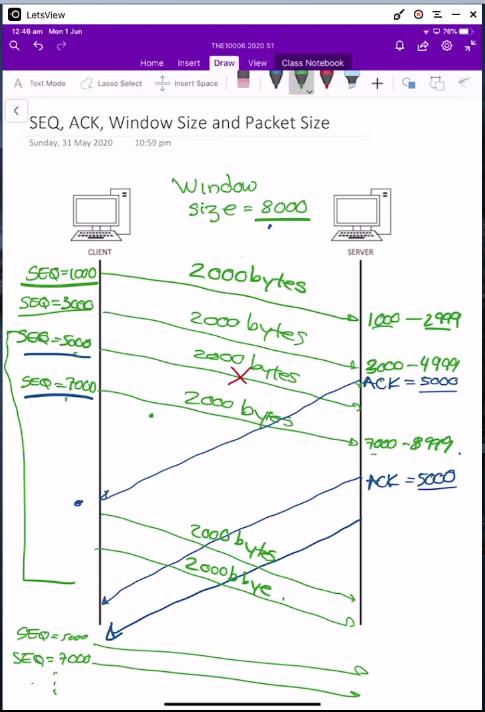 LetsView
12:46 am Mon 1 Jun
76%
TNE10006 2020 S1
Home Insert Draw View Class Notebook
Text Mode Lasso Select Insert Space
SEQ, ACK, Window Size and Packet Size
Sunday, 31 May 2020 10:59 pm
Window
size = 8000
CLIENT
SERVER
SEQ=1000
2000bytes
1000 – 2999
SEQ=3000
2000 bytes
3000 – 4999
SEQ=5000
2000 bytes
ACK = 5000
SEQ=7000
2000 bytes
7000 – 8999.
ACK = 5000
2000 bytes
2000 bbye.
SEQ= 5000
SEQ= 7000